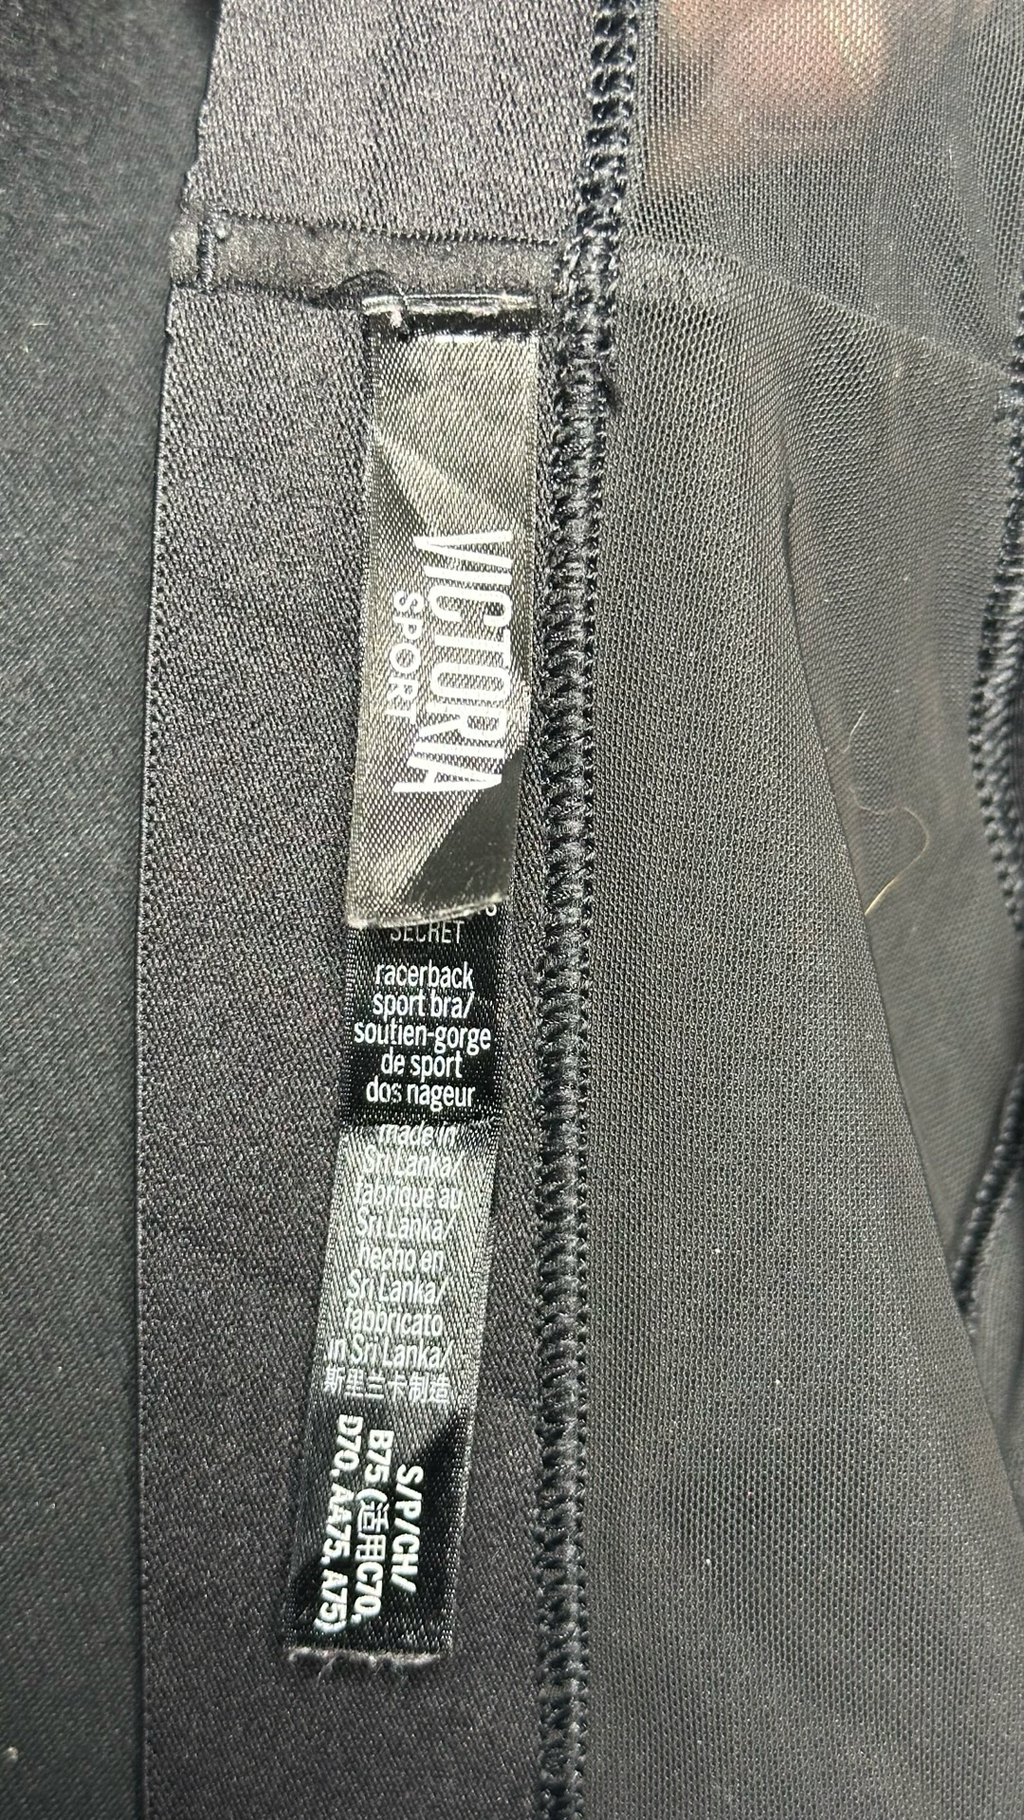 VICTORIA
SPORT
SECRET
racerback
sport bra/
soutien-gorge
de sport
dos nageur
made in
Sri Lanka/
fabriqué au
Sri Lanka/
hecho en
Sri Lanka/
fabbricato
in Sri Lanka/
斯里兰卡制造
S/P/CH/
B75 (适用C70,
D70, AA75, A75)